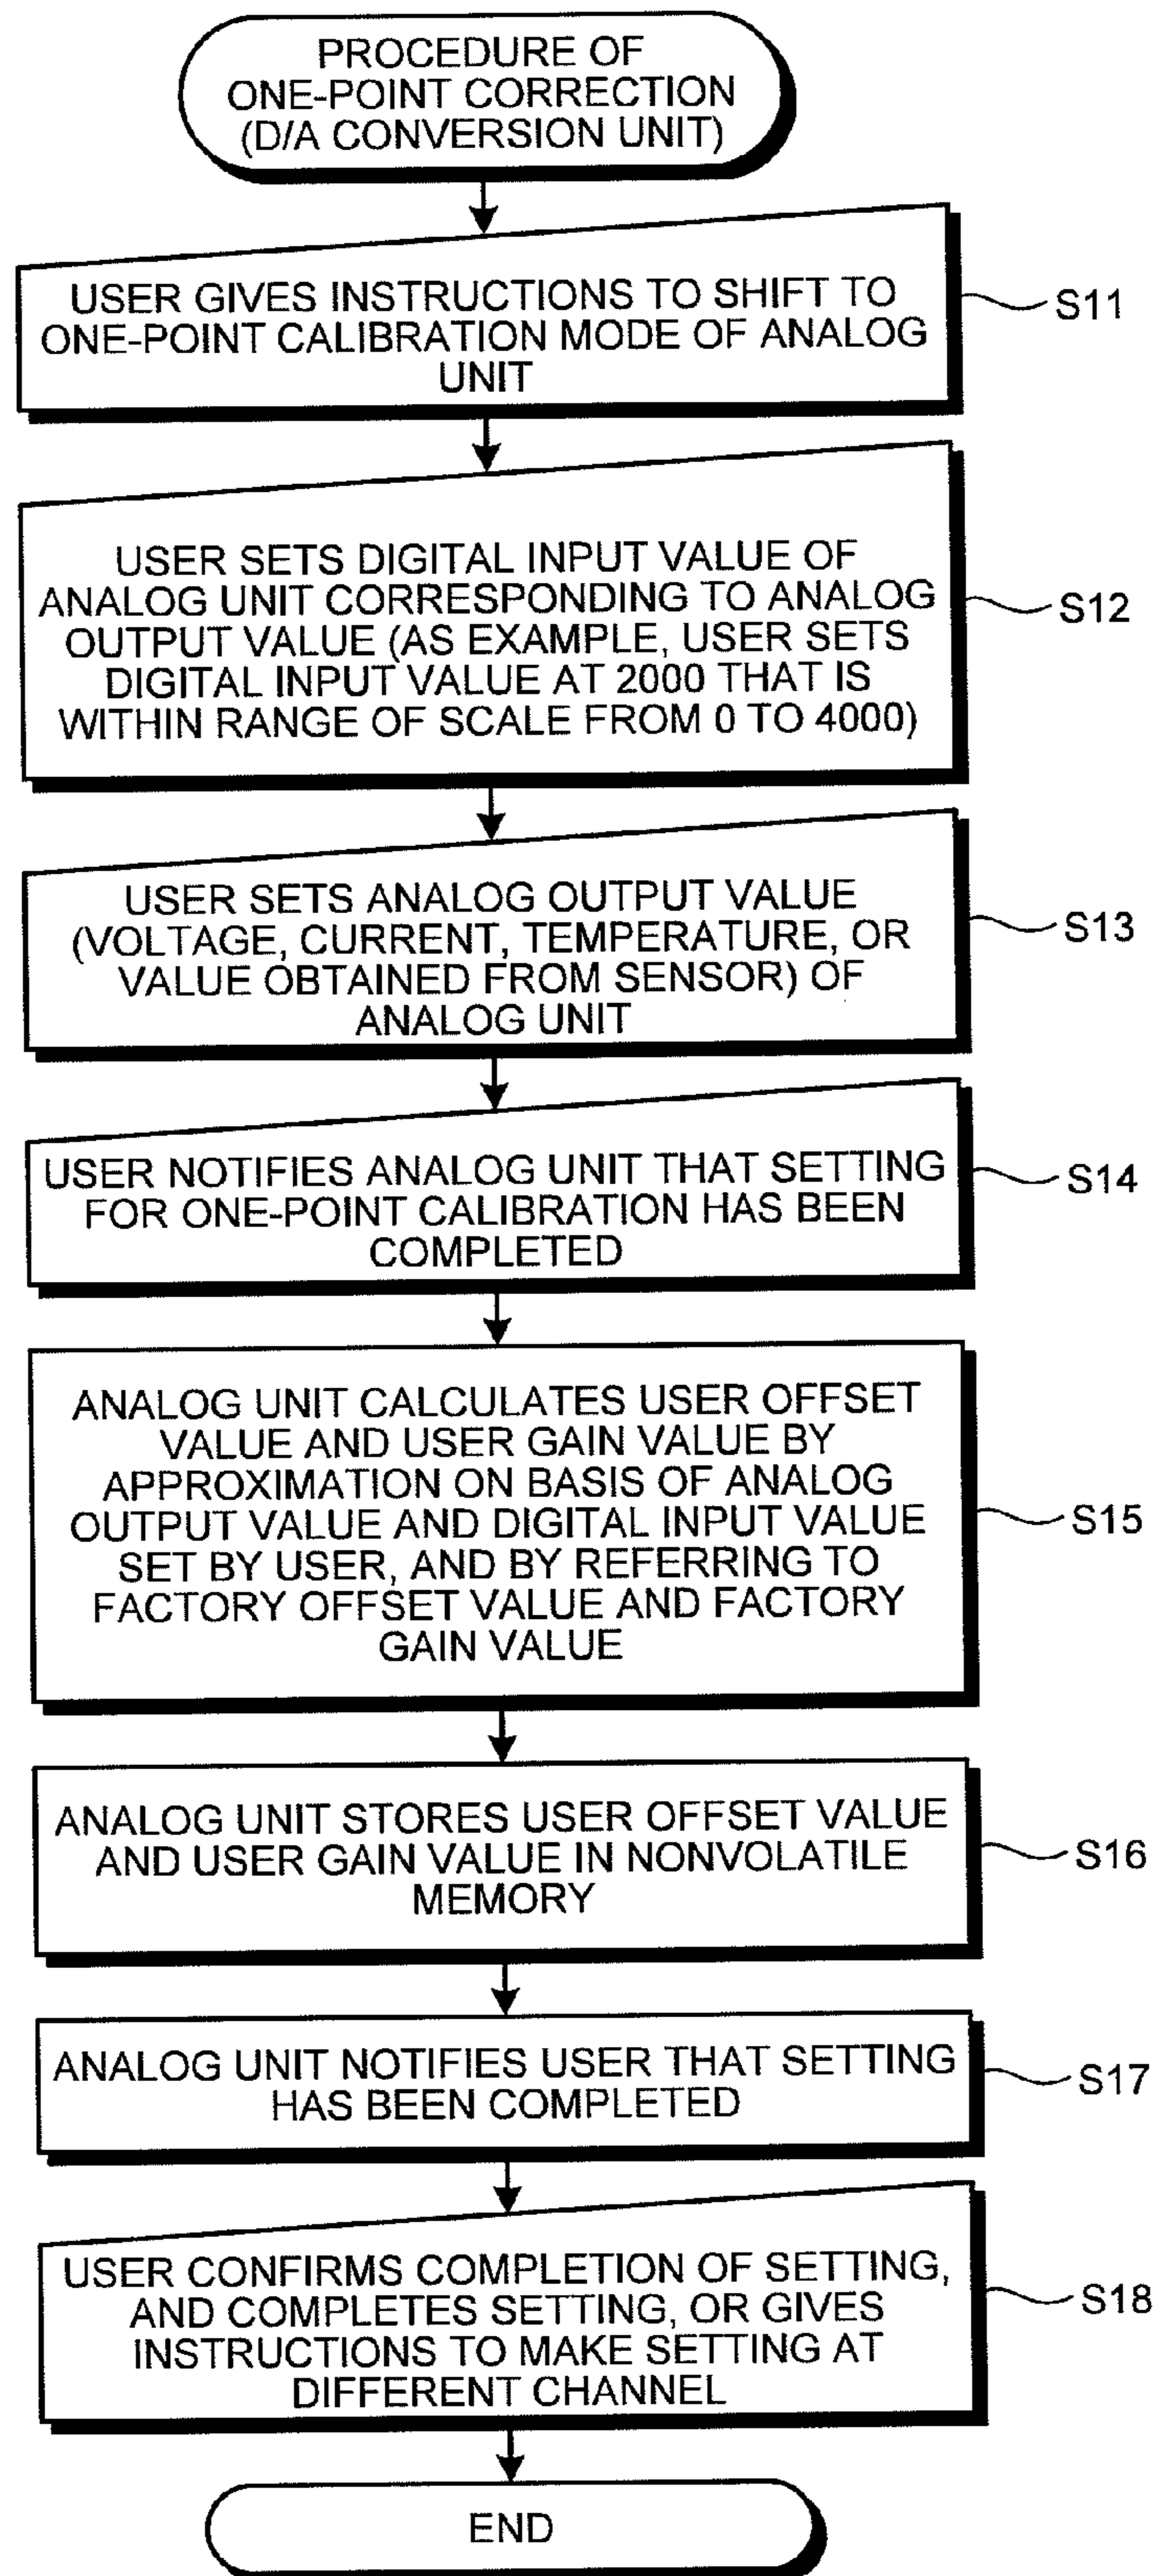 PROCEDURE OF
ONE-POINT CORRECTION
(D/A CONVERSION UNIT)
USER GIVES INSTRUCTIONS TO SHIFT TO
ONE-POINT CALIBRATION MODE OF ANALOG
UNIT
S11
USER SETS DIGITAL INPUT VALUE OF
ANALOG UNIT CORRESPONDING TO ANALOG
OUTPUT VALUE (AS EXAMPLE, USER SETS
DIGITAL INPUT VALUE AT 2000 THAT IS
WITHIN RANGE OF SCALE FROM 0 TO 4000)
S12
USER SETS ANALOG OUTPUT VALUE
(VOLTAGE, CURRENT, TEMPERATURE, OR
VALUE OBTAINED FROM SENSOR) OF
ANALOG UNIT
S13
USER NOTIFIES ANALOG UNIT THAT SETTING
FOR ONE-POINT CALIBRATION HAS BEEN
COMPLETED
S14
ANALOG UNIT CALCULATES USER OFFSET
VALUE AND USER GAIN VALUE BY
APPROXIMATION ON BASIS OF ANALOG
OUTPUT VALUE AND DIGITAL INPUT VALUE
SET BY USER, AND BY REFERRING TO
FACTORY OFFSET VALUE AND FACTORY
GAIN VALUE
S15
ANALOG UNIT STORES USER OFFSET VALUE
AND USER GAIN VALUE IN NONVOLATILE
MEMORY
S16
ANALOG UNIT NOTIFIES USER THAT SETTING
HAS BEEN COMPLETED
S17
USER CONFIRMS COMPLETION OF SETTING,
AND COMPLETES SETTING, OR GIVES
INSTRUCTIONS TO MAKE SETTING AT
DIFFERENT CHANNEL
S18
END